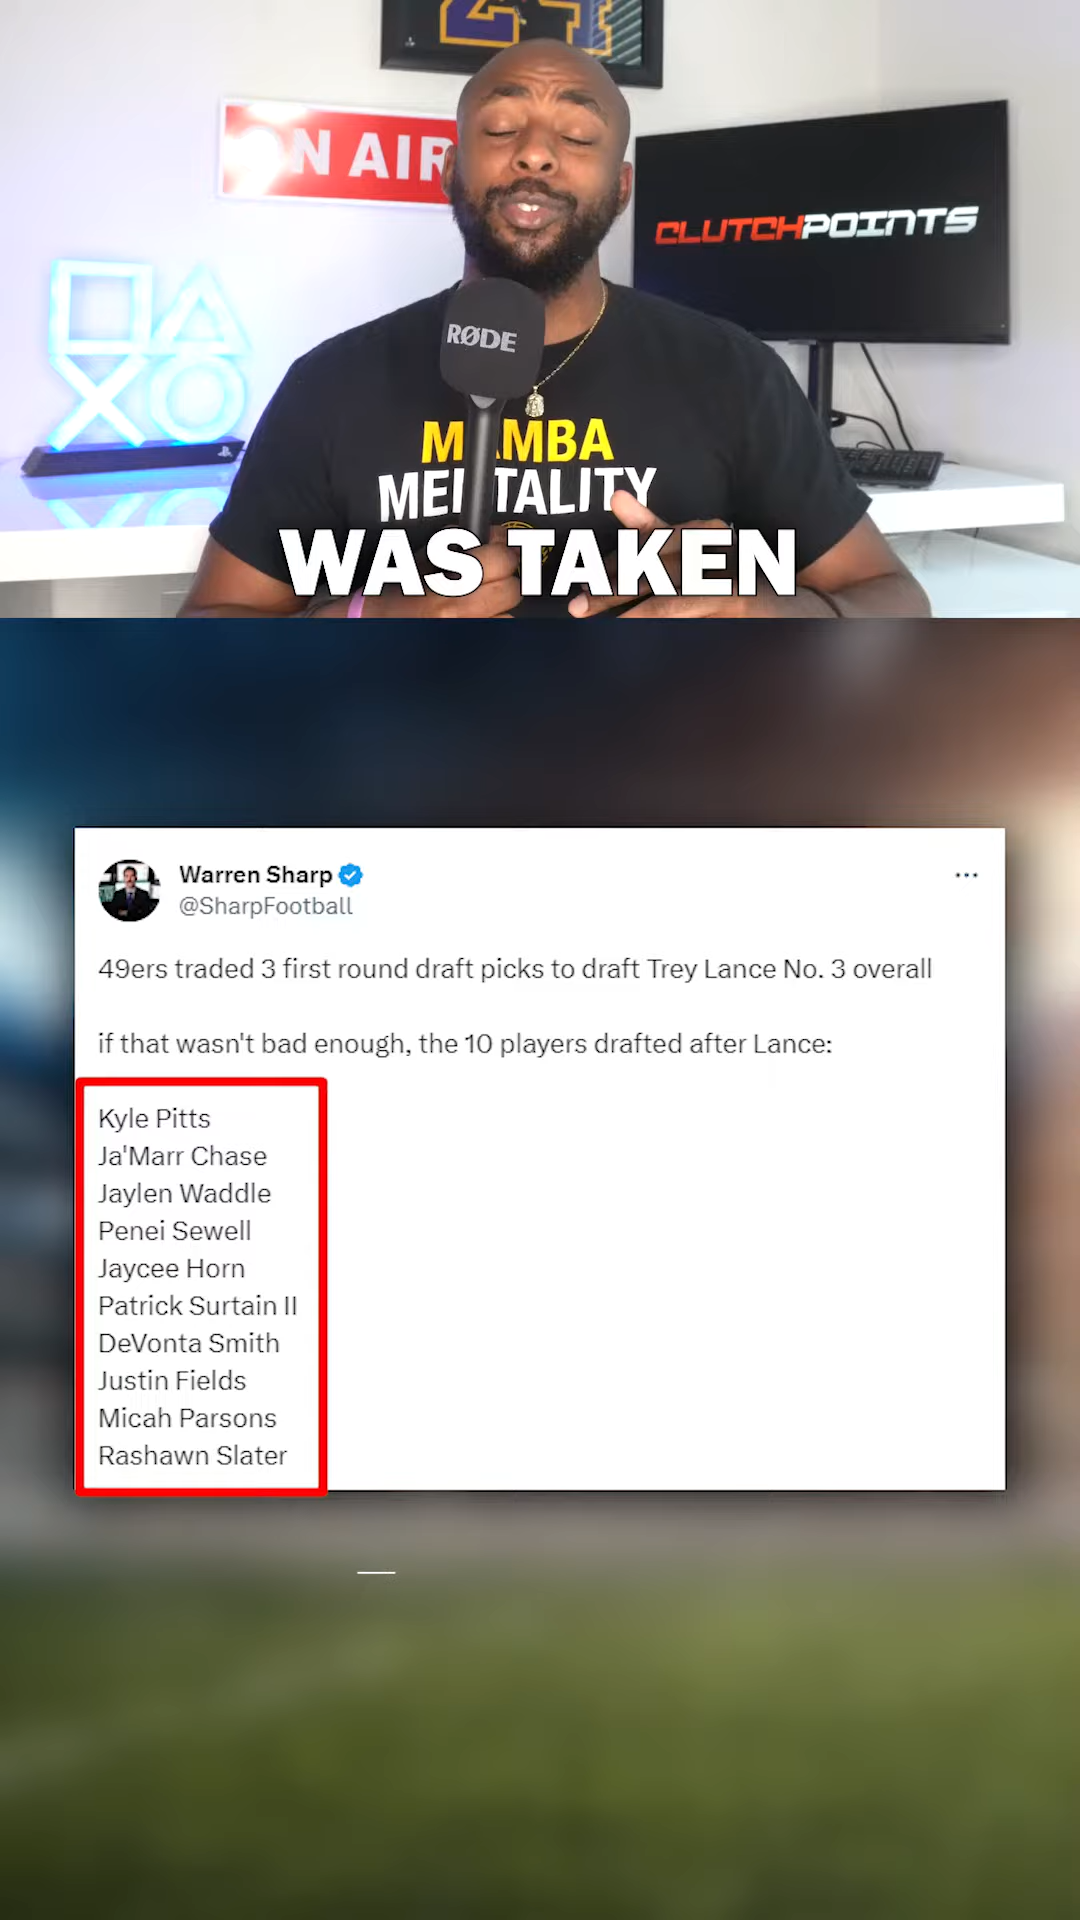 24
ON AIR
CLUTCHPOINTS
RØDE
MAMBA
MENTALITY
WAS TAKEN
Warren Sharp
@SharpFootball
49ers traded 3 first round draft picks to draft Trey Lance No. 3 overall
if that wasn't bad enough, the 10 players drafted after Lance:
Kyle Pitts
Ja'Marr Chase
Jaylen Waddle
Penei Sewell
Jaycee Horn
Patrick Surtain II
DeVonta Smith
Justin Fields
Micah Parsons
Rashawn Slater